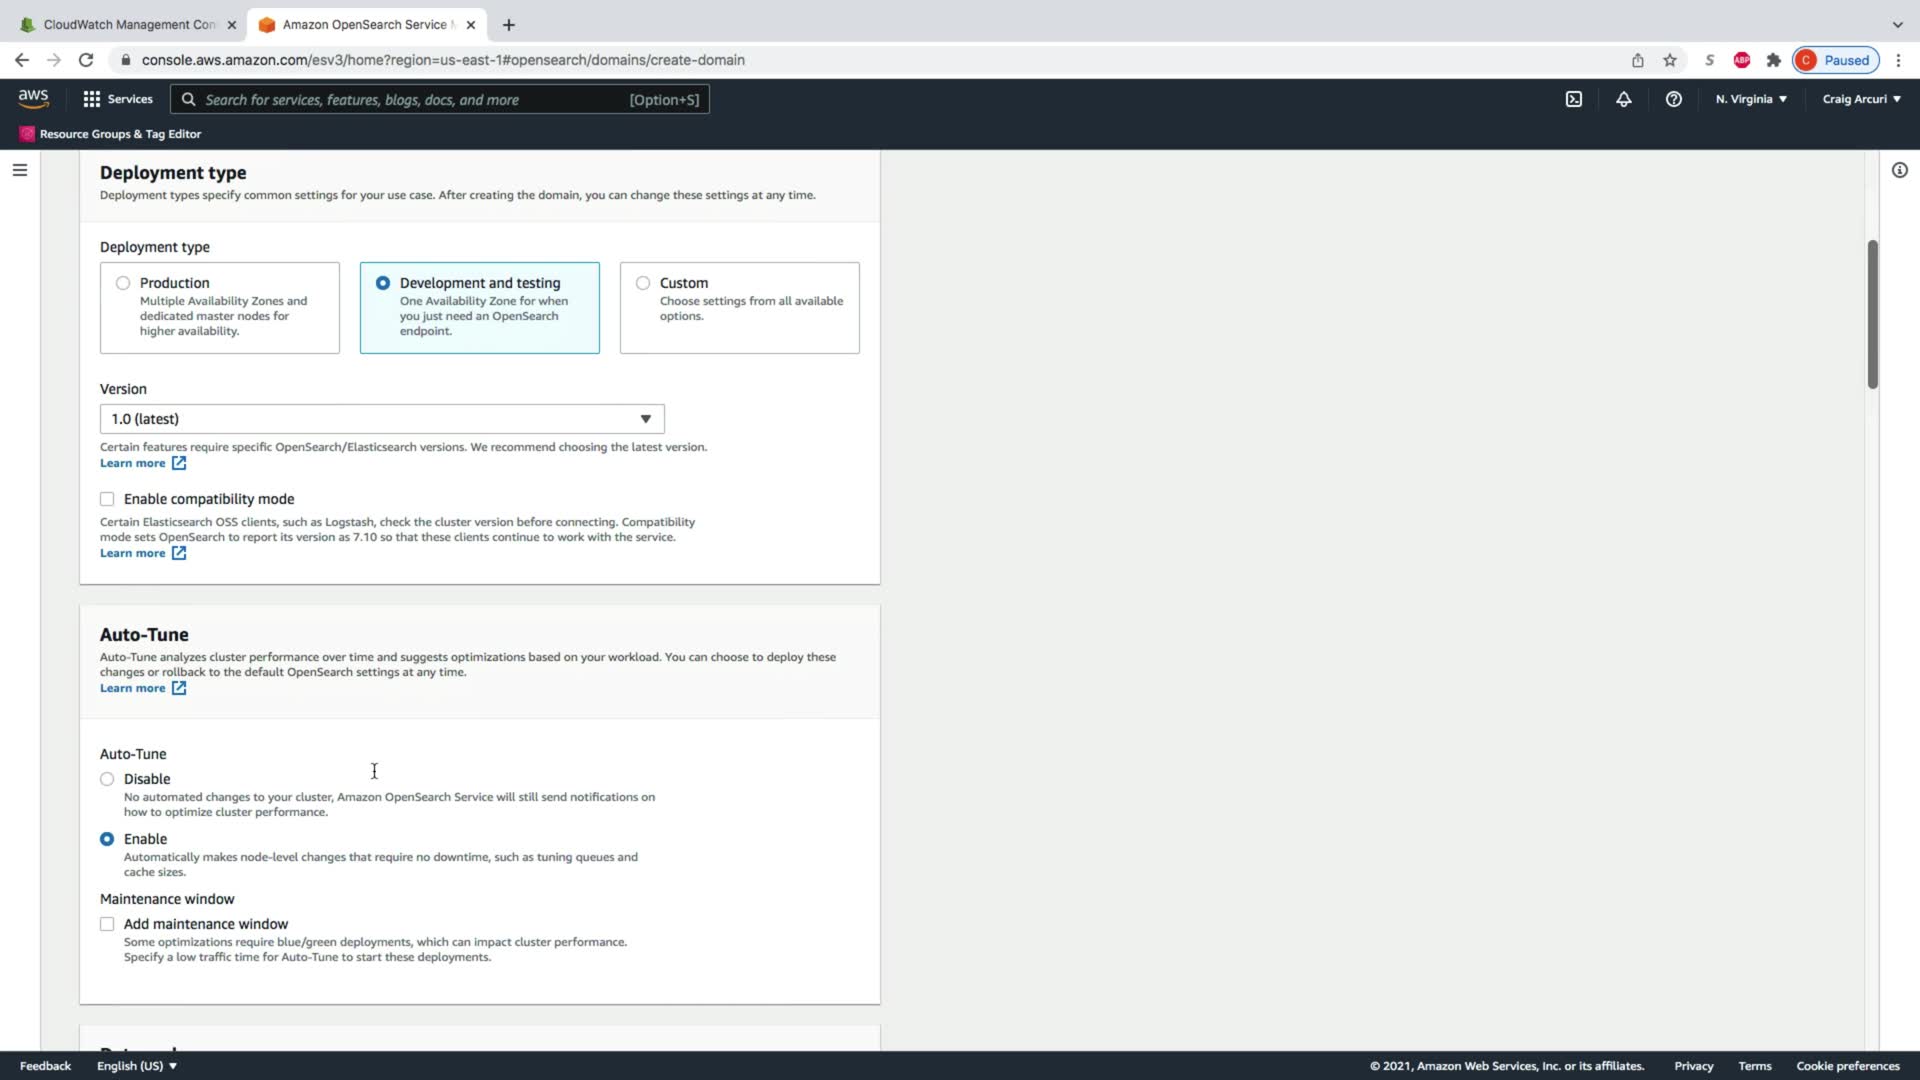 CloudWatch Management Con
Amazon OpenSearch Service M
console.aws.amazon.com/esv3/home?region=us-east-1#opensearch/domains/create-domain
S
ABP
C Paused
aws
Services
Search for services, features, blogs, docs, and more [Option+S]
N. Virginia
Craig Arcuri
Resource Groups & Tag Editor
Deployment type
Deployment types specify common settings for your use case. After creating the domain, you can change these settings at any time.
Deployment type
Production
Multiple Availability Zones and
dedicated master nodes for
higher availability.
Development and testing
One Availability Zone for when
you just need an OpenSearch
endpoint.
Custom
Choose settings from all available
options.
Version
1.0 (latest)
Certain features require specific OpenSearch/Elasticsearch versions. We recommend choosing the latest version.
Learn more
Enable compatibility mode
Certain Elasticsearch OSS clients, such as Logstash, check the cluster version before connecting. Compatibility
mode sets OpenSearch to report its version as 7.10 so that these clients continue to work with the service.
Learn more
Auto-Tune
Auto-Tune analyzes cluster performance over time and suggests optimizations based on your workload. You can choose to deploy these
changes or rollback to the default OpenSearch settings at any time.
Learn more
Auto-Tune
Disable
No automated changes to your cluster, Amazon OpenSearch Service will still send notifications on
how to optimize cluster performance.
Enable
Automatically makes node-level changes that require no downtime, such as tuning queues and
cache sizes.
Maintenance window
Add maintenance window
Some optimizations require blue/green deployments, which can impact cluster performance.
Specify a low traffic time for Auto-Tune to start these deployments.
Feedback
English (US)
© 2021, Amazon Web Services, Inc. or its affiliates.
Privacy
Terms
Cookie preferences